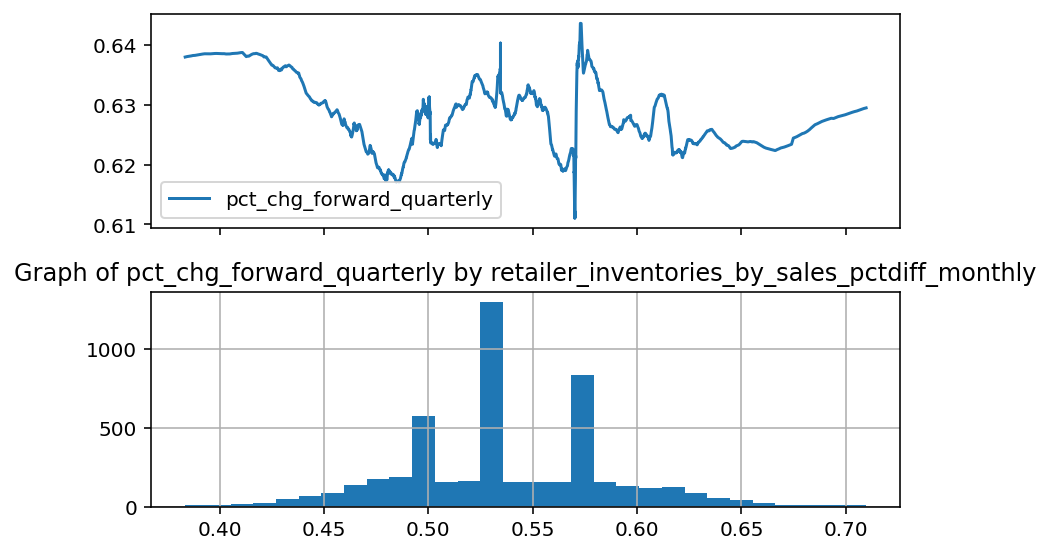 0.64
0.63
0.62
0.61
pct_chg_forward_quarterly
Graph of pct_chg_forward_quarterly by retailer_inventories_by_sales_pctdiff_monthly
1000
500
0
0.40 0.45 0.50 0.55 0.60 0.65 0.70